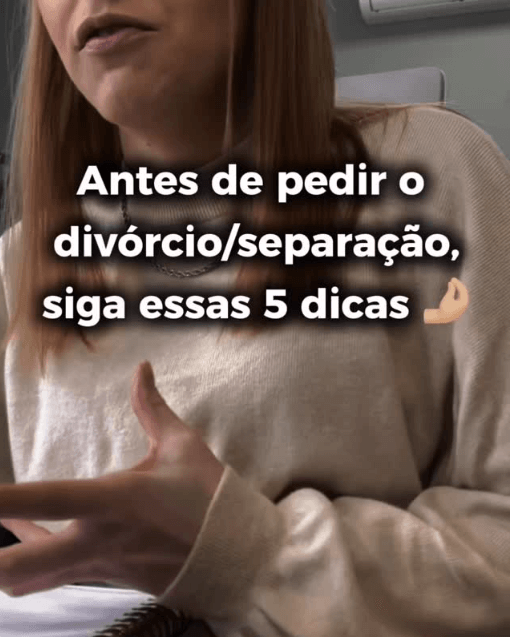 Antes de pedir o
divórcio/separação,
siga essas 5 dicas 🤌🏼